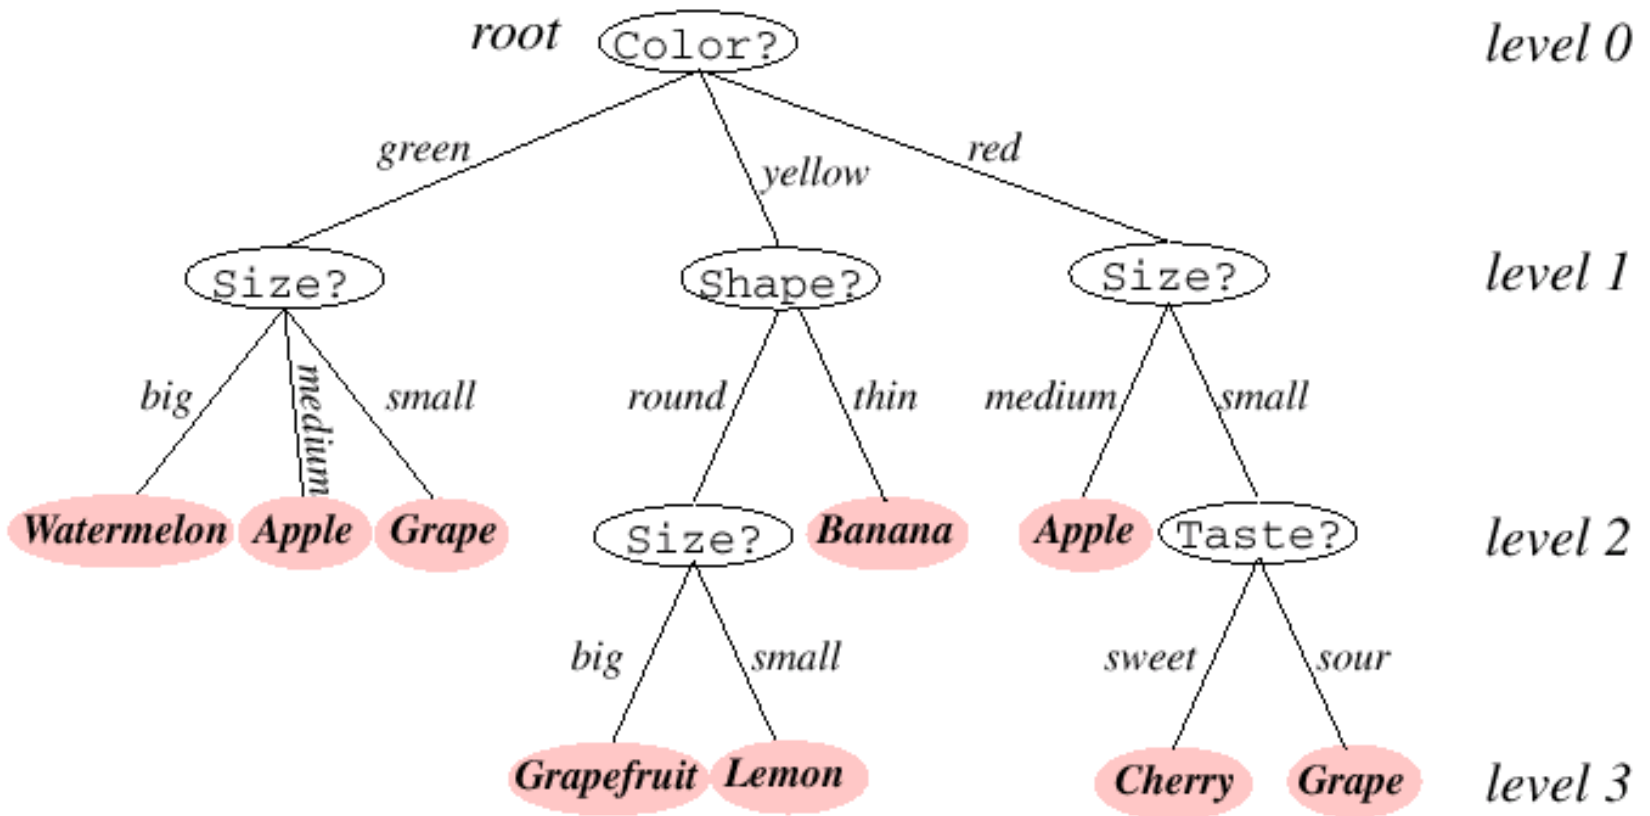 root Color? level 0
green yellow red
Size? Shape? Size? level 1
big medium small round thin medium small
Watermelon Apple Grape Size? Banana Apple Taste? level 2
big small sweet sour
Grapefruit Lemon Cherry Grape level 3